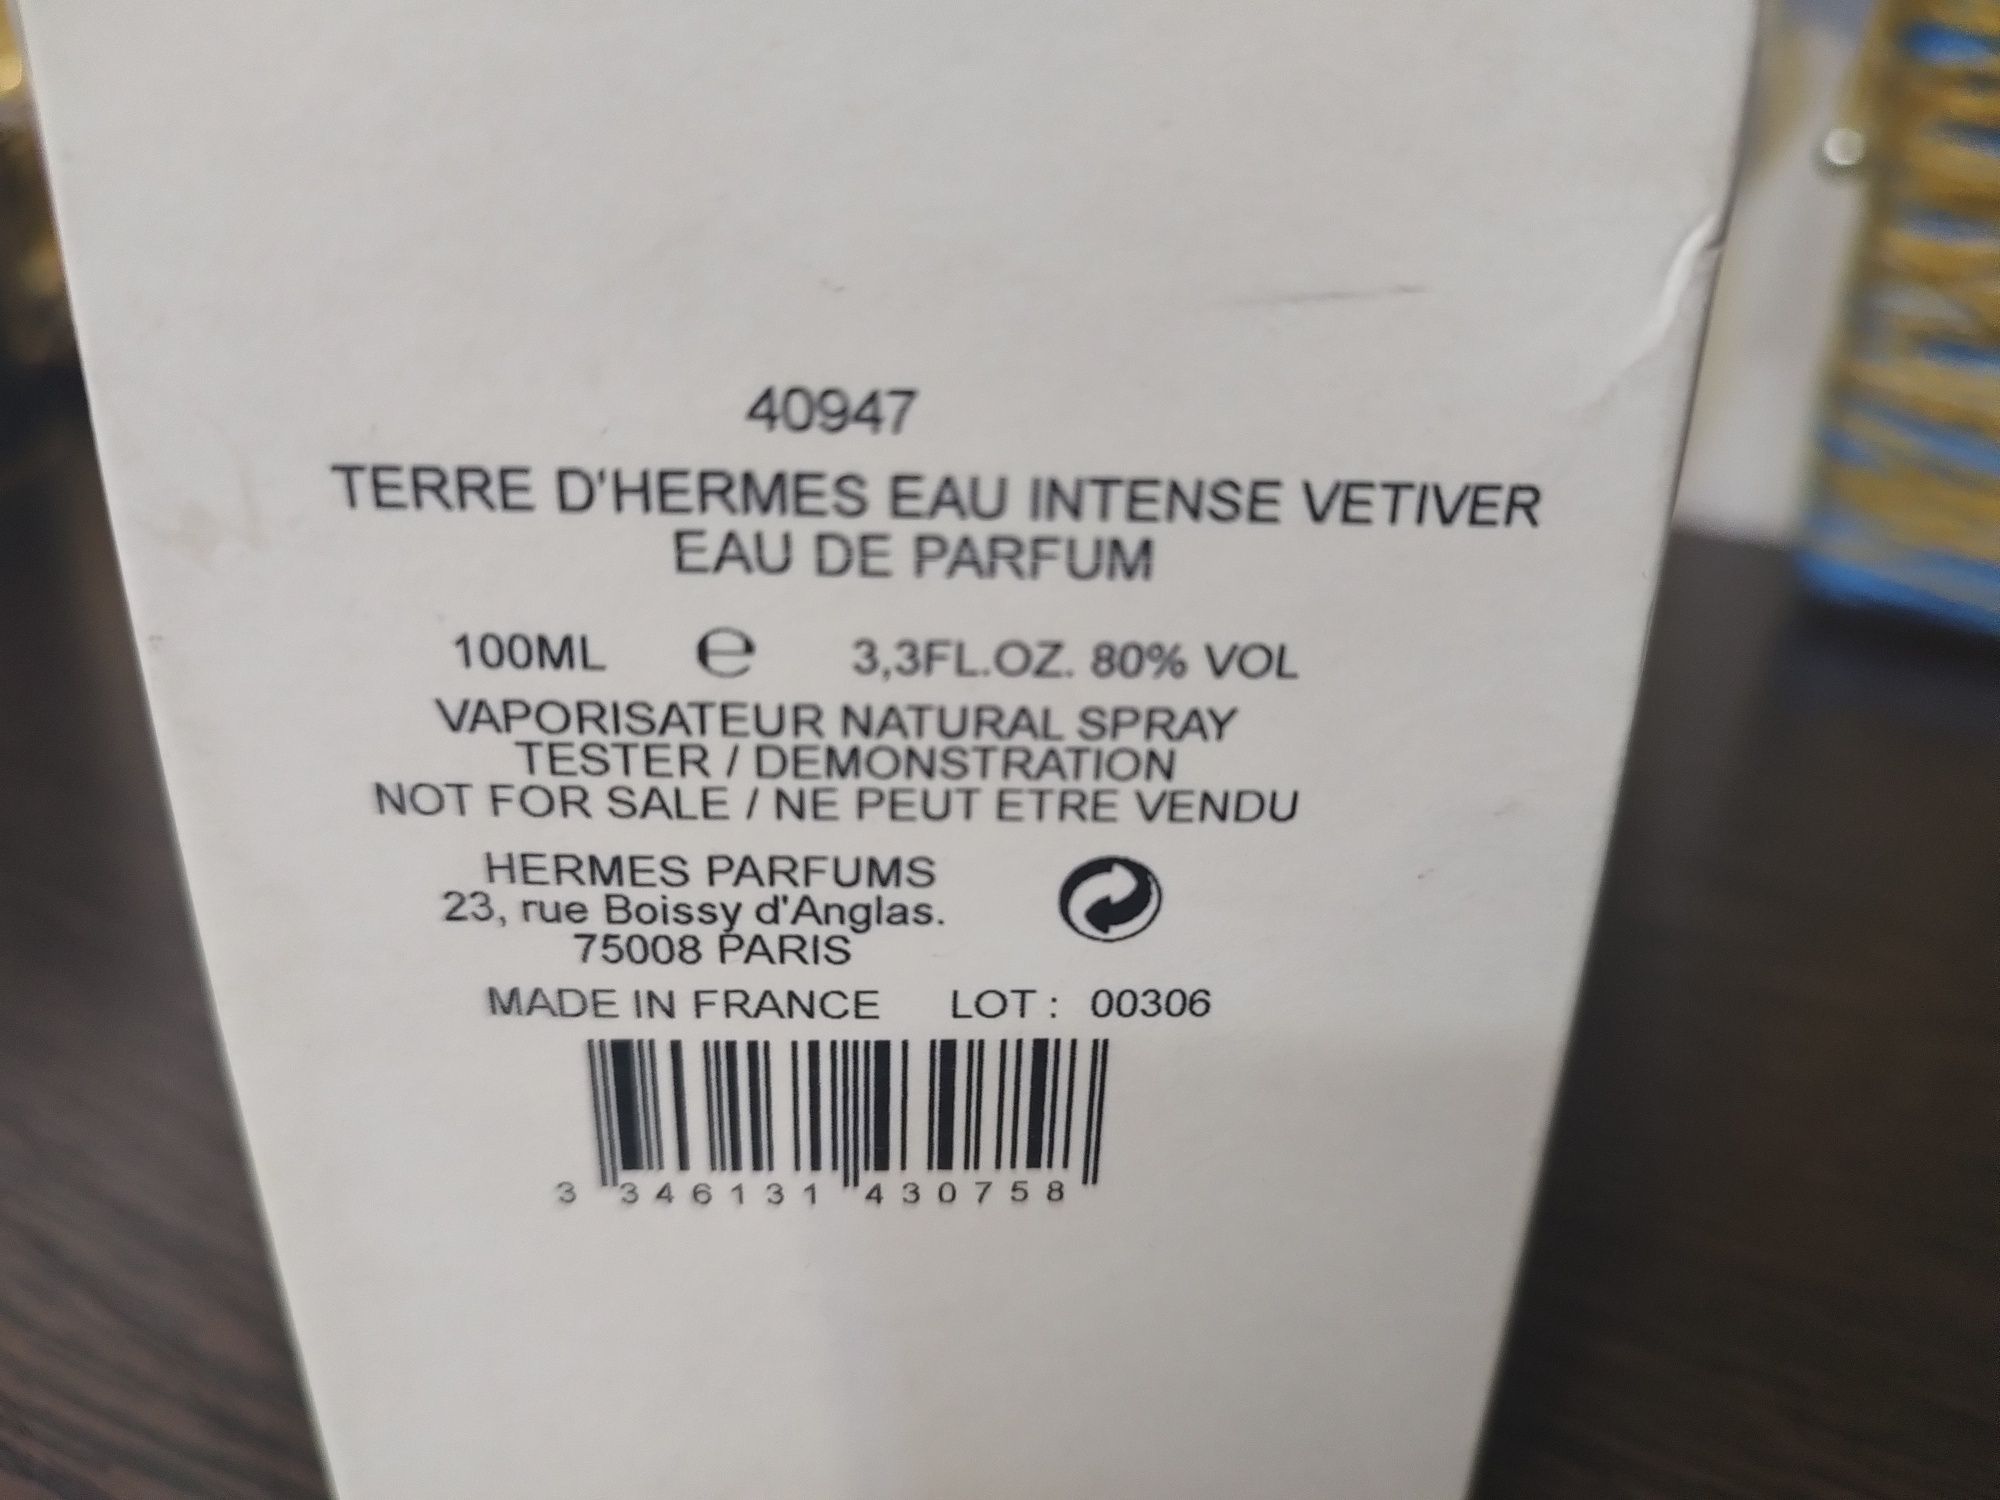 40947
TERRE D'HERMES EAU INTENSE VETIVER
EAU DE PARFUM
100ML ℮ 3,3FL.OZ. 80% VOL
VAPORISATEUR NATURAL SPRAY
TESTER / DEMONSTRATION
NOT FOR SALE / NE PEUT ETRE VENDU
HERMES PARFUMS
23, rue Boissy d'Anglas.
75008 PARIS
MADE IN FRANCE LOT : 00306
3 346131 430758